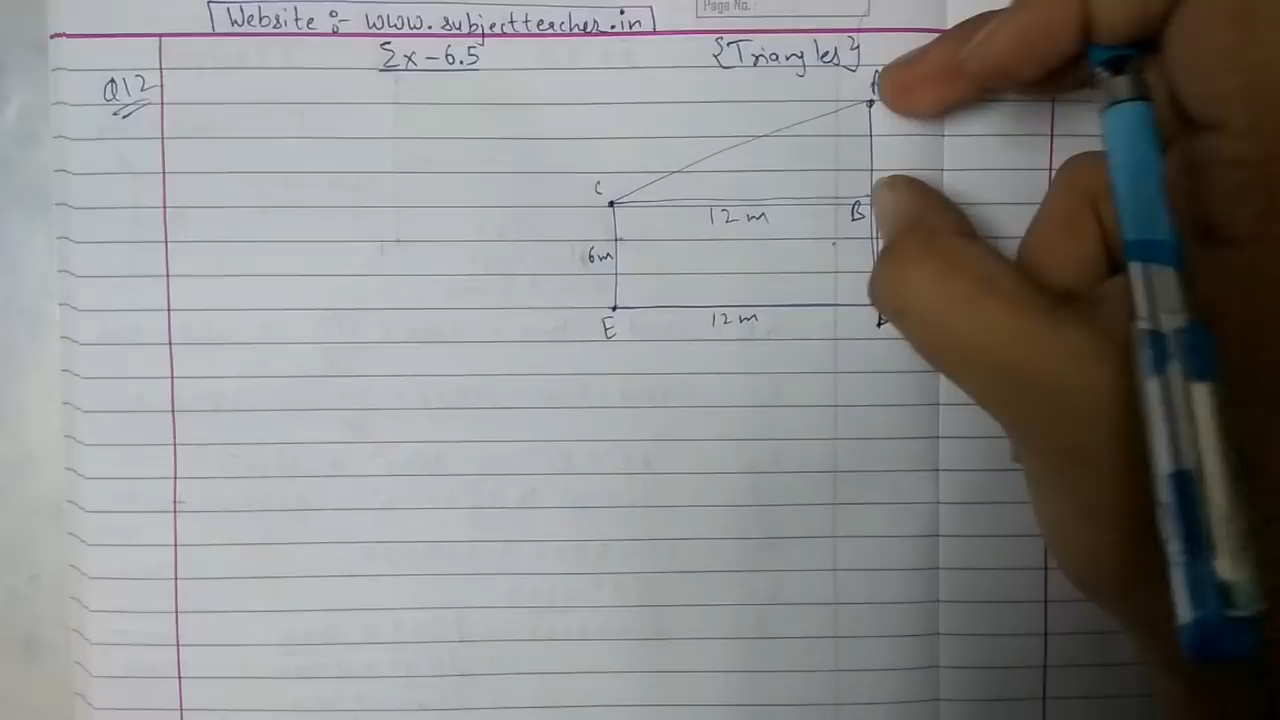 Page No. :
Website :- www.subjectteacher.in
Ex-6.5
{Triangles}
Q12
A
C
12 m
B
6m
E
12 m